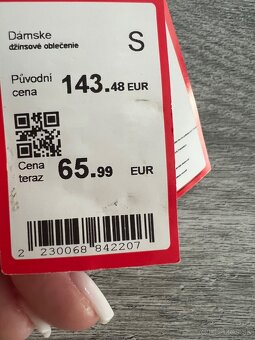 Dámske
džínsové oblečenie
S
Pôvodní
cena
143.48 EUR
Cena
teraz
65.99 EUR
2 230068 842207